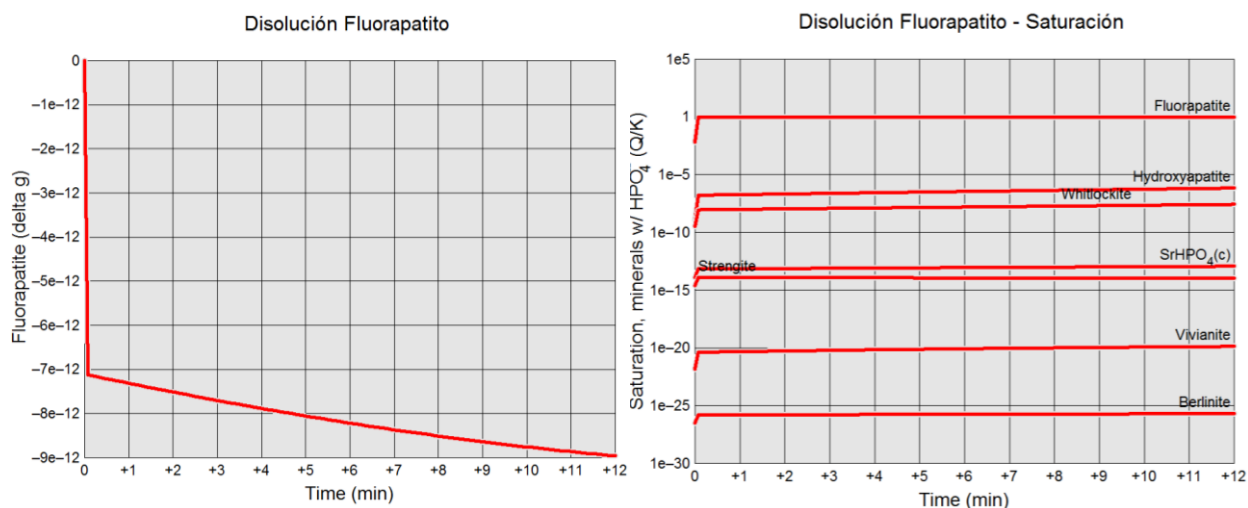 Disolución Fluorapatito
Fluorapatite (delta g)
0
−1e−12
−2e−12
−3e−12
−4e−12
−5e−12
−6e−12
−7e−12
−8e−12
−9e−12
0 +1 +2 +3 +4 +5 +6 +7 +8 +9 +10 +11 +12
Time (min)
Disolución Fluorapatito - Saturación
Saturation, minerals w/ HPO₄⁻ (Q/K)
1e5
1
1e−5
1e−10
1e−15
1e−20
1e−25
1e−30
Fluorapatite
Hydroxyapatite
Whitlockite
SrHPO₄(c)
Strengite
Vivianite
Berlinite
0 +1 +2 +3 +4 +5 +6 +7 +8 +9 +10 +11 +12
Time (min)